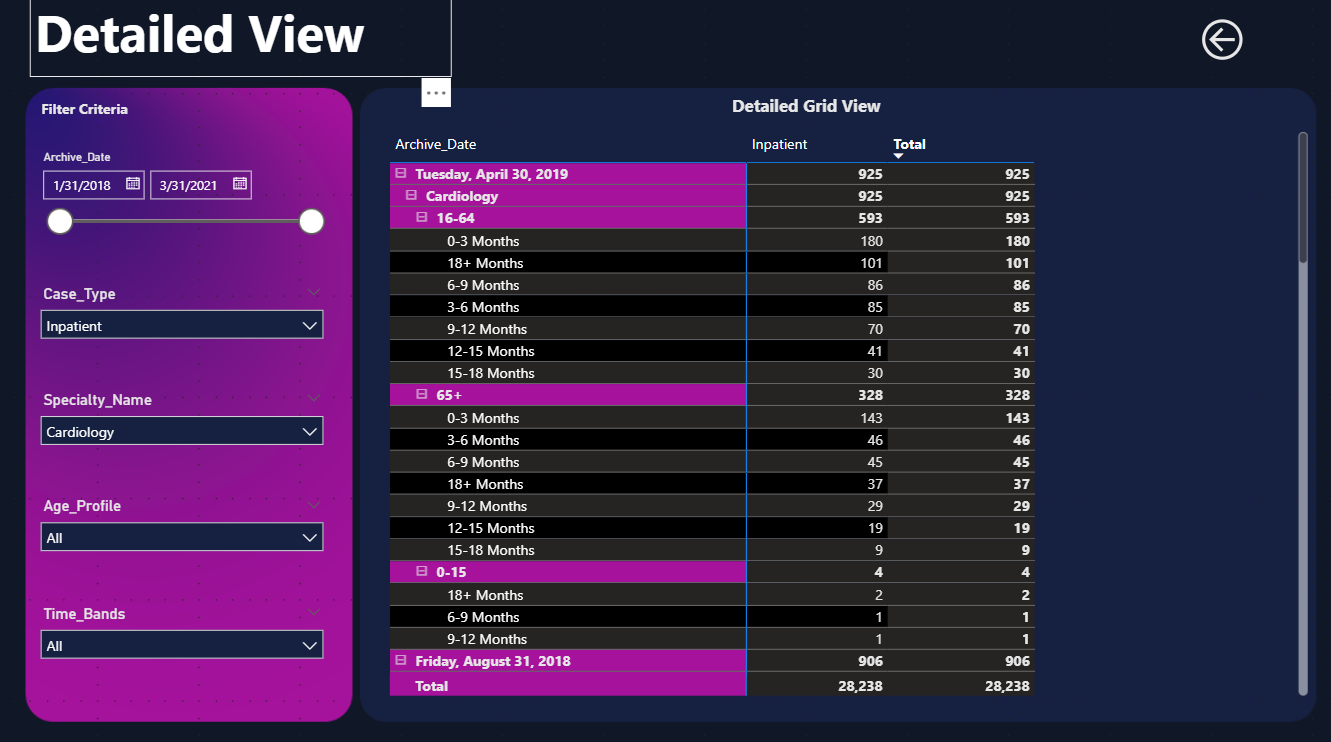 Detailed View
Filter Criteria
Archive_Date
1/31/2018 3/31/2021
Case_Type
Inpatient
Specialty_Name
Cardiology
Age_Profile
All
Time_Bands
All
Detailed Grid View
Archive_Date Inpatient Total
Tuesday, April 30, 2019 925 925
Cardiology 925 925
16-64 593 593
0-3 Months 180 180
18+ Months 101 101
6-9 Months 86 86
3-6 Months 85 85
9-12 Months 70 70
12-15 Months 41 41
15-18 Months 30 30
65+ 328 328
0-3 Months 143 143
3-6 Months 46 46
6-9 Months 45 45
18+ Months 37 37
9-12 Months 29 29
12-15 Months 19 19
15-18 Months 9 9
0-15 4 4
18+ Months 2 2
6-9 Months 1 1
9-12 Months 1 1
Friday, August 31, 2018 906 906
Total 28,238 28,238